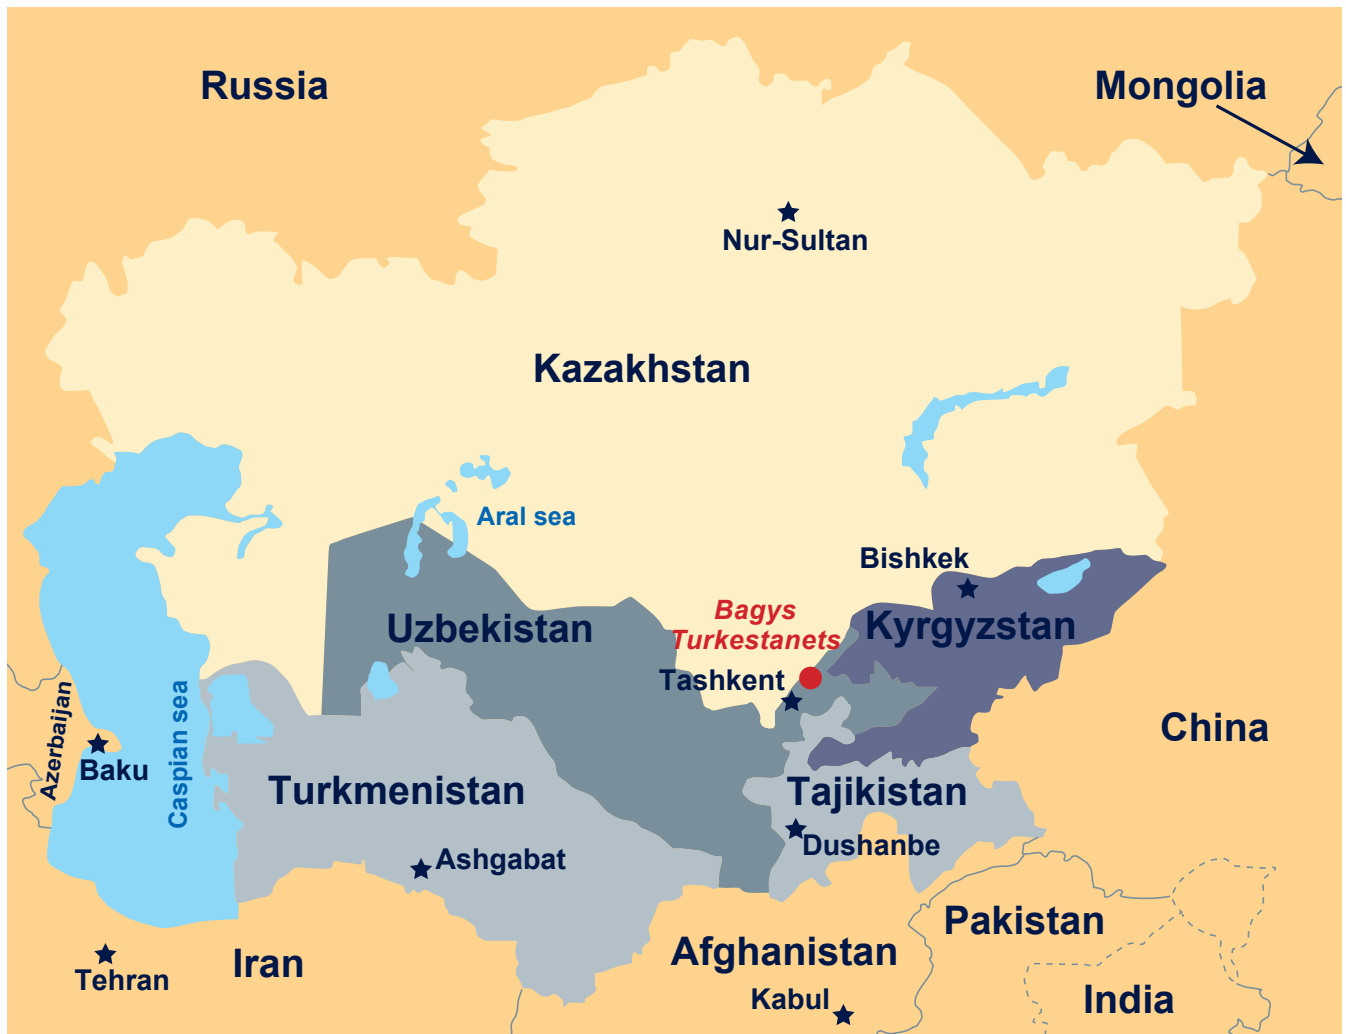 Russia
Mongolia
Nur-Sultan
Kazakhstan
Aral sea
Bishkek
Bagys
Turkestanets
Uzbekistan
Kyrgyzstan
Tashkent
Azerbaijan
Caspian sea
China
Baku
Turkmenistan
Tajikistan
Dushanbe
Ashgabat
Pakistan
Afghanistan
Iran
Tehran
Kabul
India